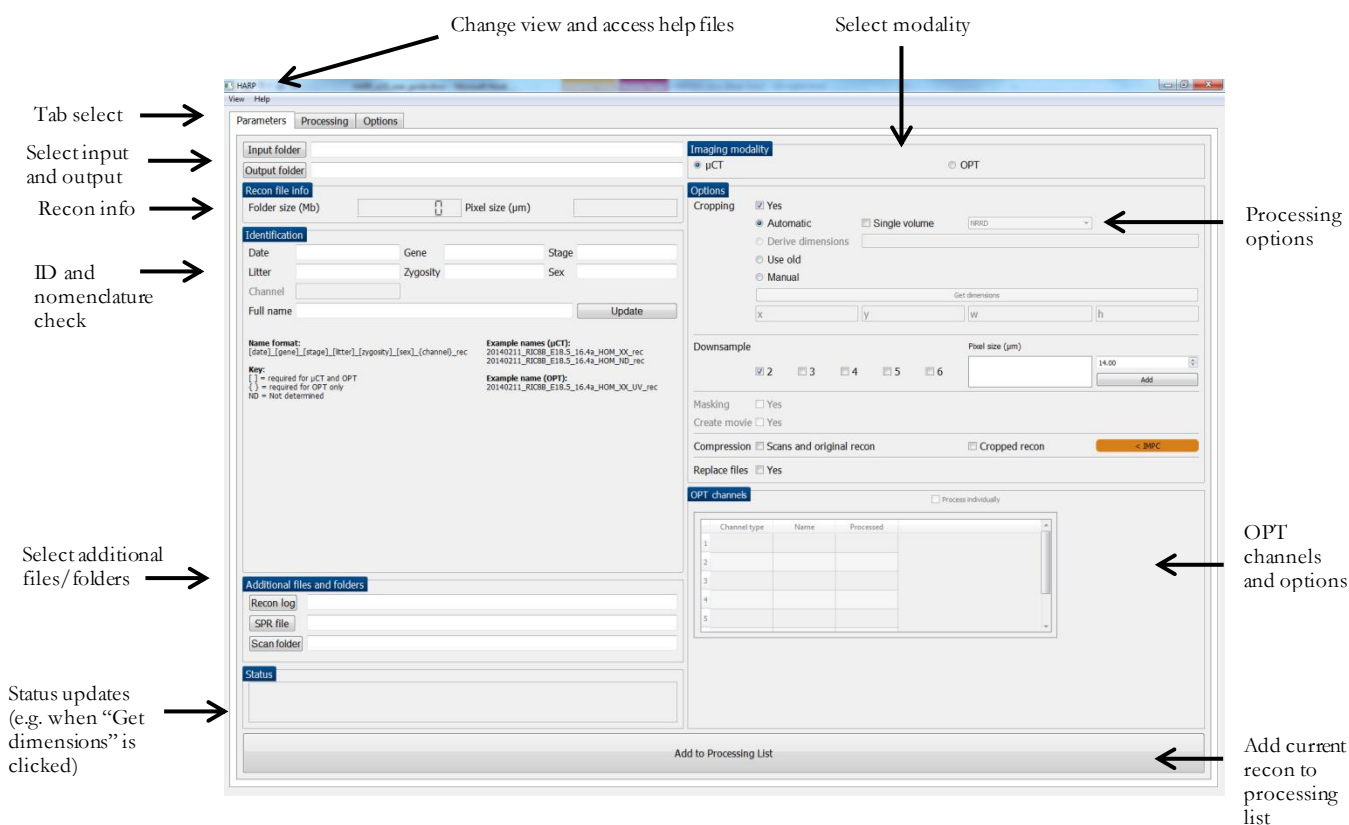 Change view and access help files
Select modality
HARP
View Help
Tab select
Parameters Processing Options
Select input
and output
Input folder
Output folder
Recon info
Recon file info
Folder size (Mb) 0 Pixel size (µm)
ID and
nomenclature
check
Identification
Date Gene Stage
Litter Zygosity Sex
Channel
Full name Update
Name format:
[date]_[gene]_[stage]_[litter]_[zygosity]_[sex]_{channel}_rec
Key:
[ ] = required for µCT and OPT
{ } = required for OPT only
ND = Not determined
Example names (µCT):
20140211_RIC8B_E18.5_16.4a_HOM_XX_rec
20140211_RIC8B_E18.5_16.4a_HOM_ND_rec
Example name (OPT):
20140211_RIC8B_E18.5_16.4a_HOM_XX_UV_rec
Select additional
files/folders
Additional files and folders
Recon log
SPR file
Scan folder
Status updates
(e.g. when “Get
dimensions” is
clicked)
Status
Imaging modality
µCT OPT
Options
Cropping Yes
Automatic Single volume NRRD
Derive dimensions
Use old
Manual
Get dimensions
x y w h
Processing
options
Downsample Pixel size (µm)
2 3 4 5 6 14.00
Add
Masking Yes
Create movie Yes
Compression Scans and original recon Cropped recon < IMPC
Replace files Yes
OPT channels Process individually
Channel type Name Processed
1
2
3
4
5
OPT
channels
and options
Add to Processing List
Add current
recon to
processing
list